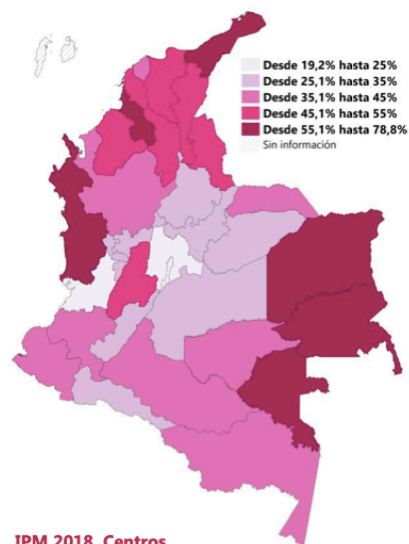 Desde 19,2% hasta 25%
Desde 25,1% hasta 35%
Desde 35,1% hasta 45%
Desde 45,1% hasta 55%
Desde 55,1% hasta 78,8%
Sin información
IPM 2018. Centros